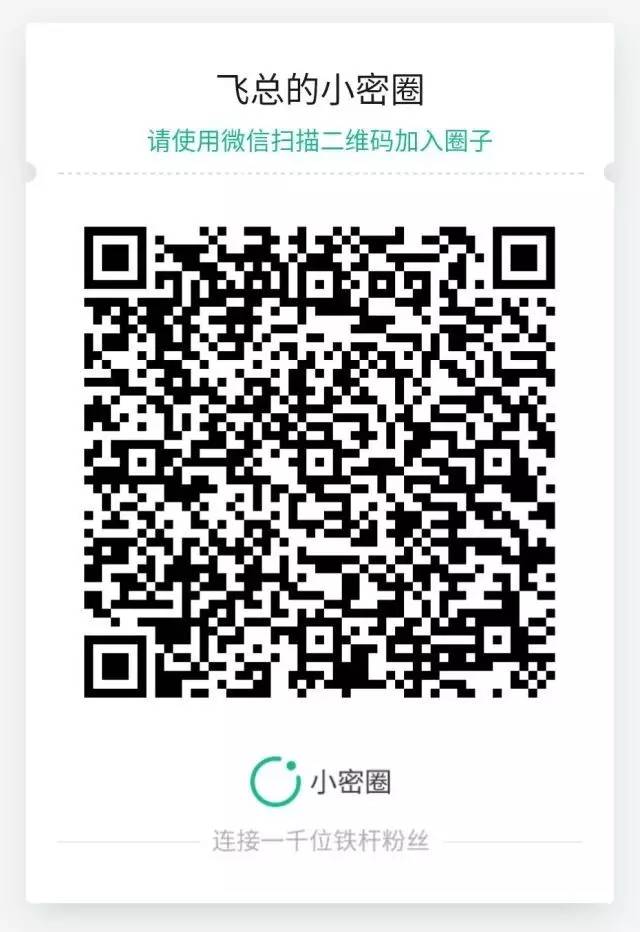 飞总的小密圈
请使用微信扫描二维码加入圈子
小密圈
连接一千位铁杆粉丝